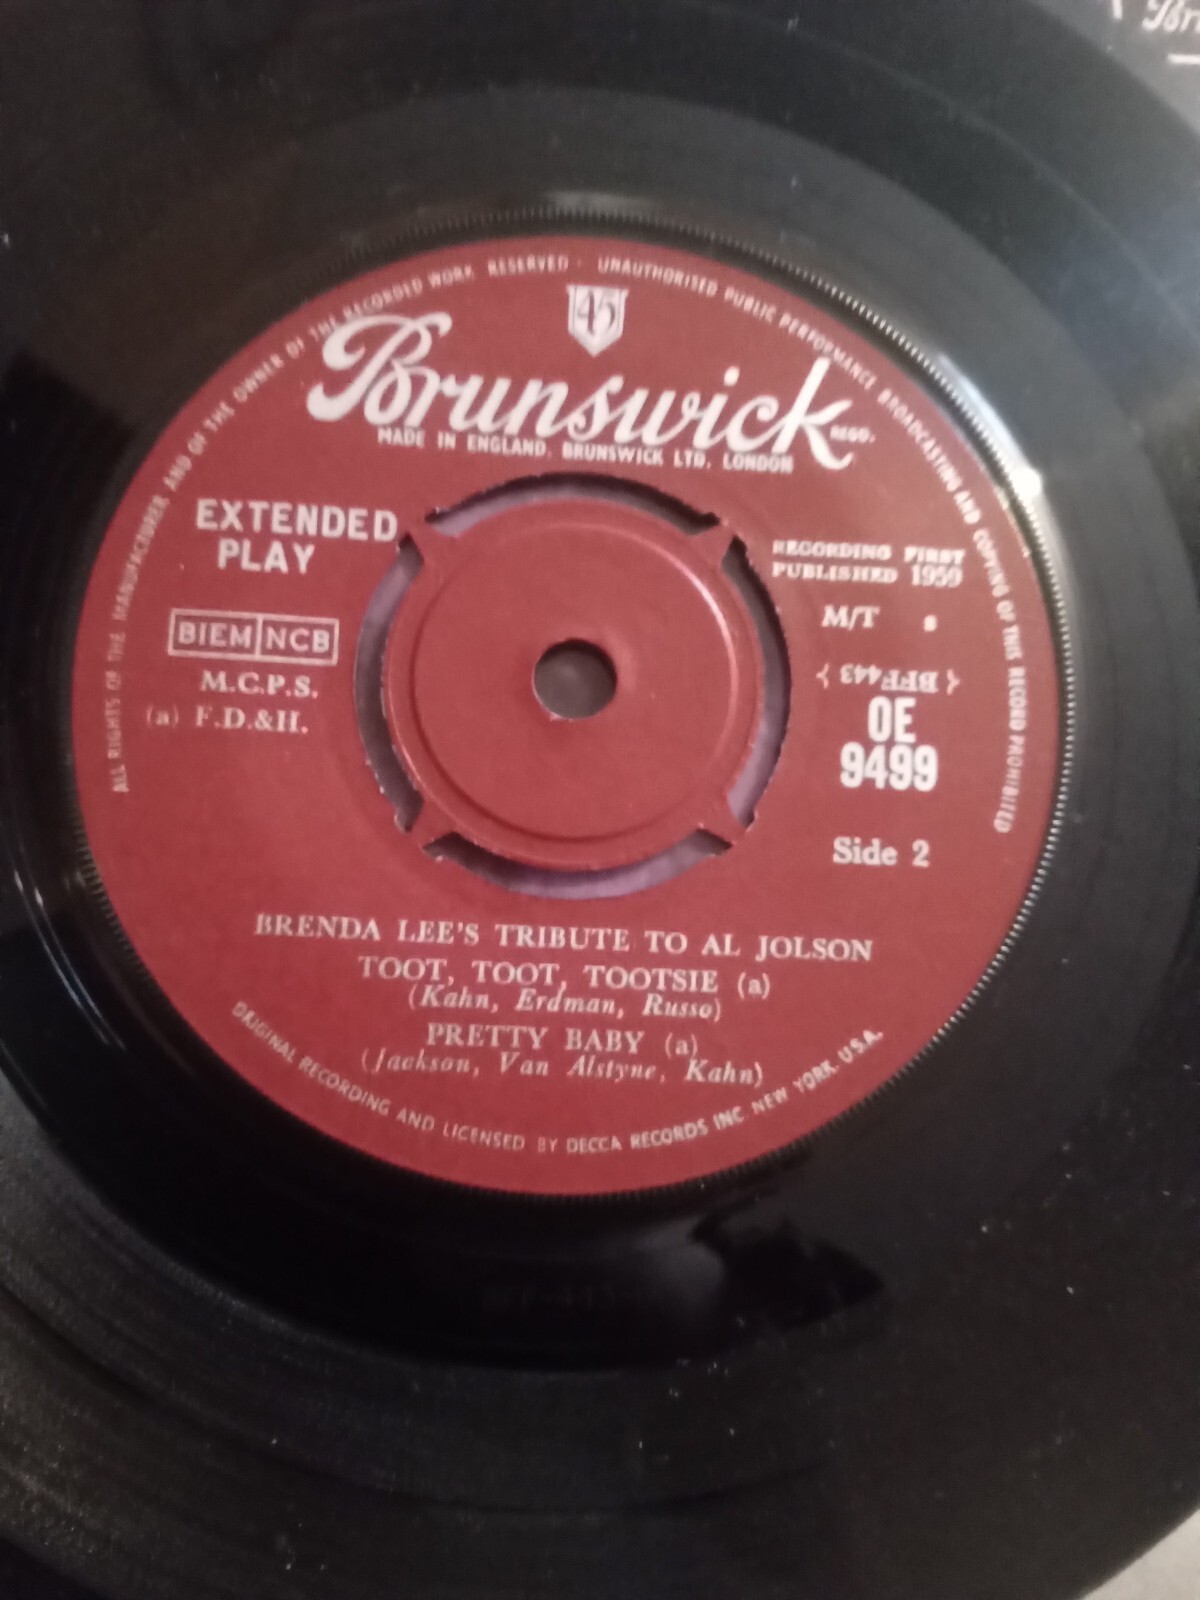 ALL RIGHTS OF THE MANUFACTURER AND OF THE OWNER OF THE RECORDED WORK RESERVED · UNAUTHORISED PUBLIC PERFORMANCE BROADCASTING AND COPYING OF THIS RECORD PROHIBITED
45
Brunswick REGD.
MADE IN ENGLAND, BRUNSWICK LTD. LONDON
EXTENDED
PLAY
BIEM NCB
M.C.P.S.
(a) F.D.&H.
RECORDING FIRST
PUBLISHED 1959
M/T s
{ BFF443 }
OE
9499
Side 2
BRENDA LEE'S TRIBUTE TO AL JOLSON
TOOT, TOOT, TOOTSIE (a)
(Kahn, Erdman, Russo)
PRETTY BABY (a)
(Jackson, Van Alstyne, Kahn)
ORIGINAL RECORDING AND LICENSED BY DECCA RECORDS INC. NEW YORK. U.S.A.